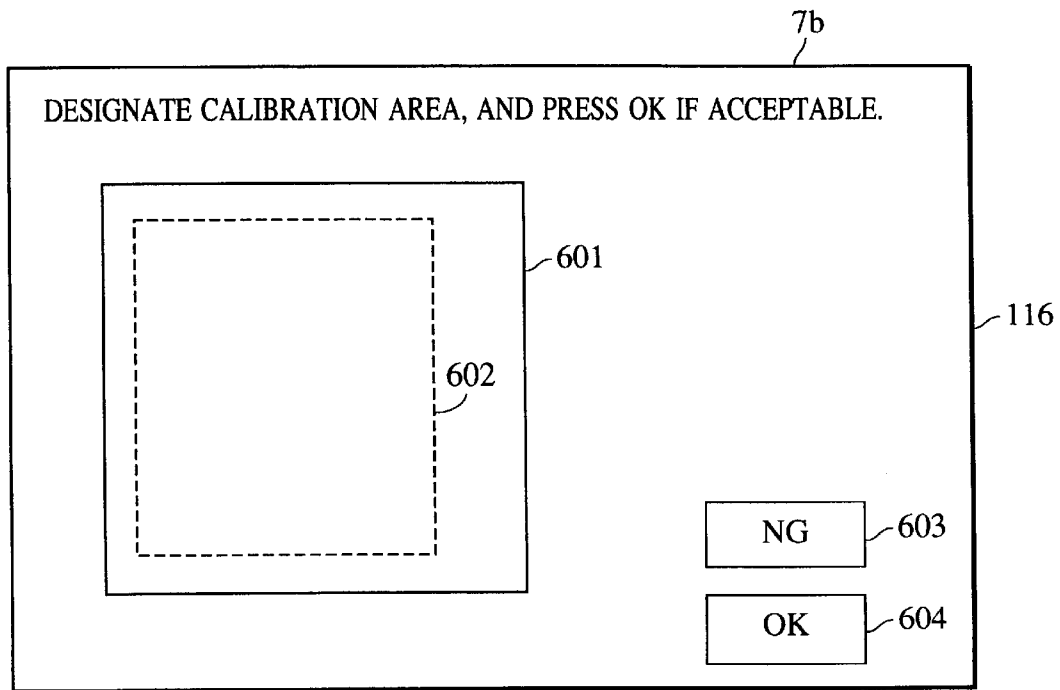 7b
DESIGNATE CALIBRATION AREA, AND PRESS OK IF ACCEPTABLE.
601
116
602
NG
603
OK
604